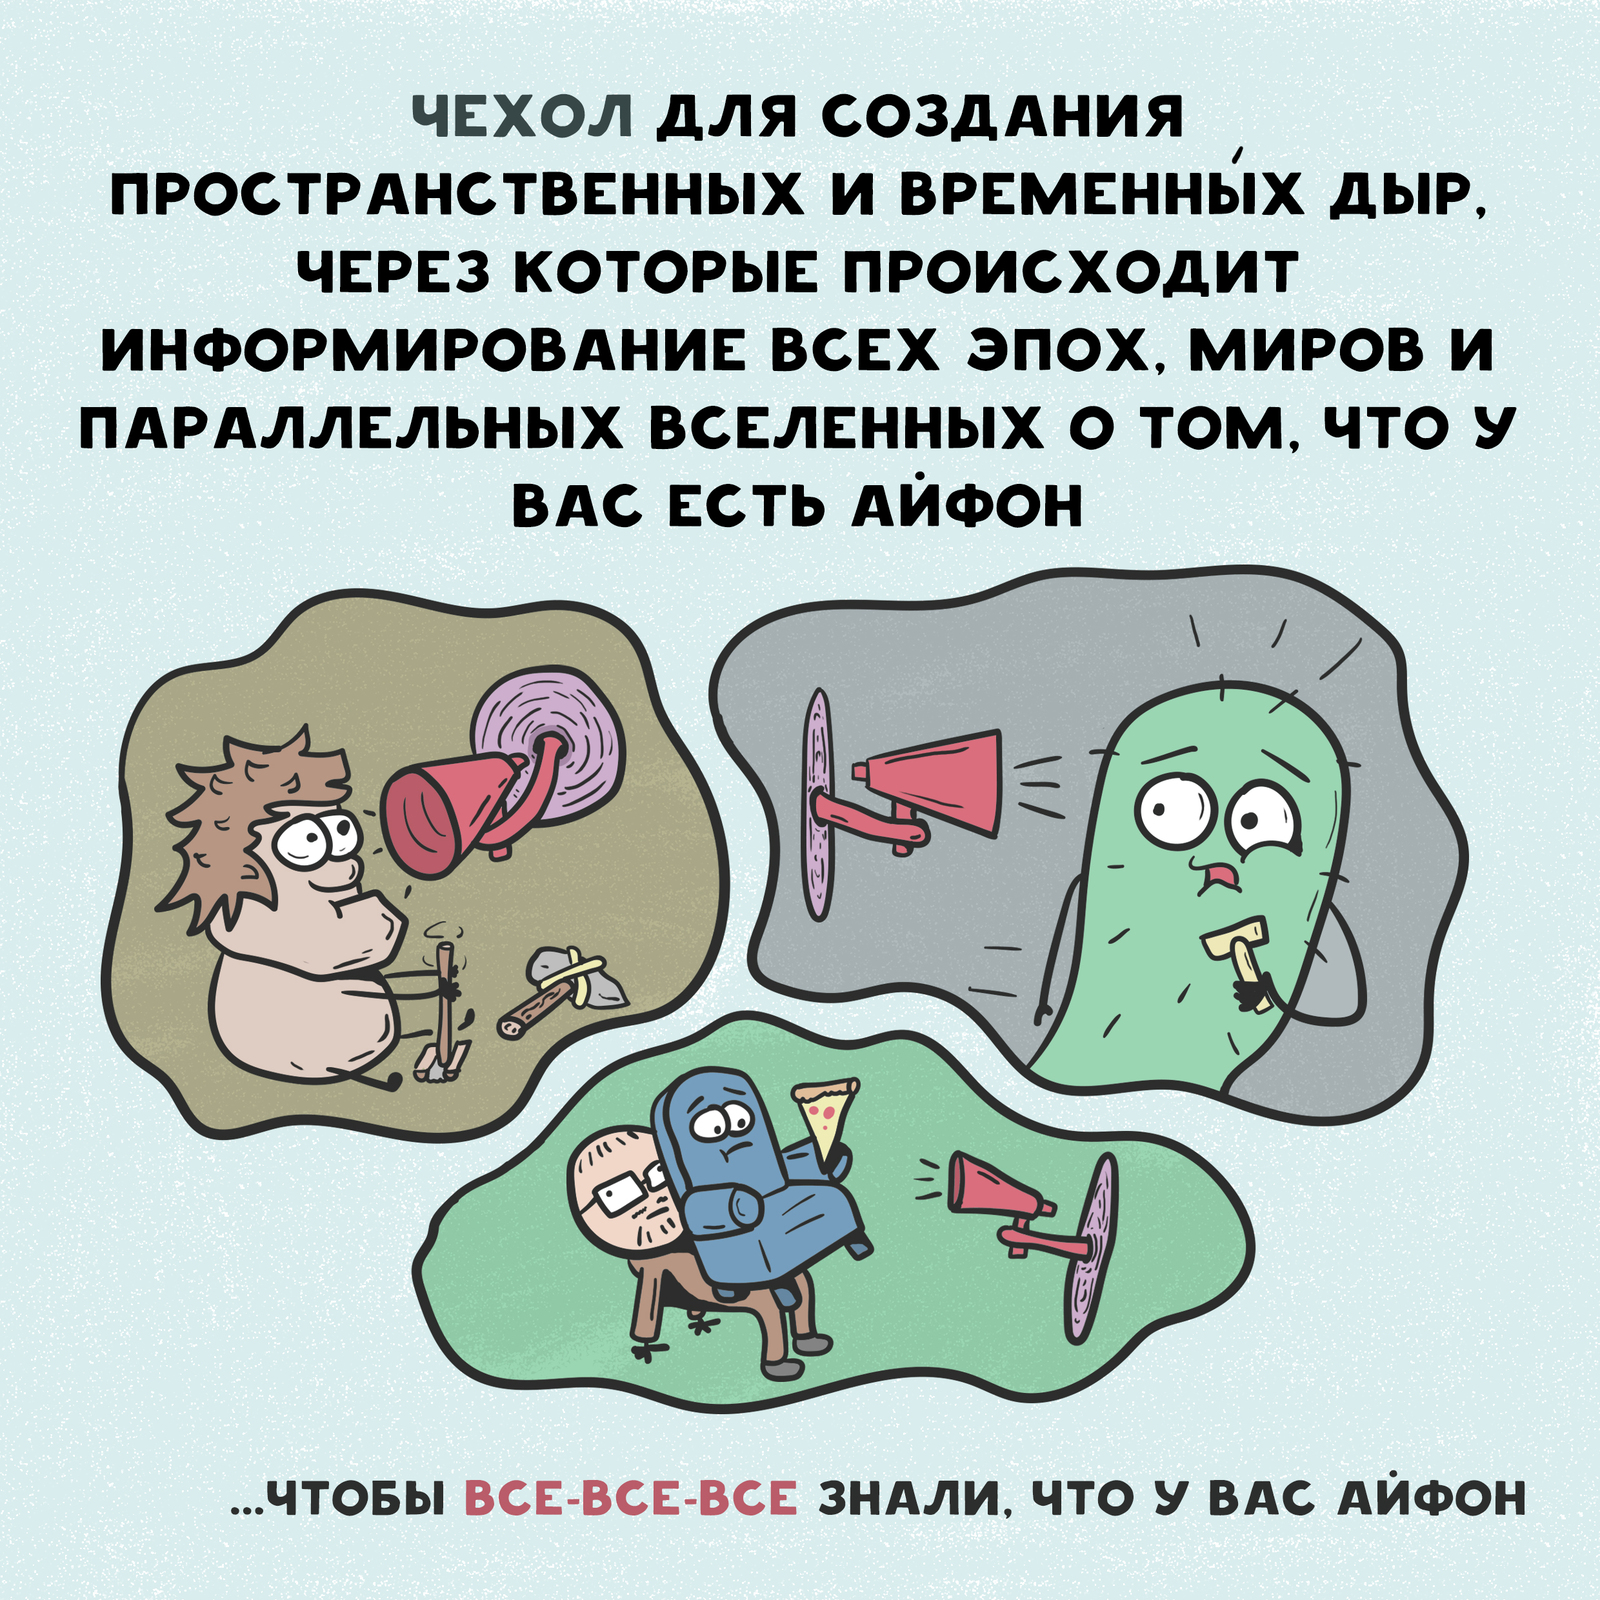 ЧЕХОЛ ДЛЯ СОЗДАНИЯ
ПРОСТРАНСТВЕННЫХ И ВРЕМЕННЫ́Х ДЫР,
ЧЕРЕЗ КОТОРЫЕ ПРОИСХОДИТ
ИНФОРМИРОВАНИЕ ВСЕХ ЭПОХ, МИРОВ И
ПАРАЛЛЕЛЬНЫХ ВСЕЛЕННЫХ О ТОМ, ЧТО У
ВАС ЕСТЬ АЙФОН
...ЧТОБЫ ВСЕ-ВСЕ-ВСЕ ЗНАЛИ, ЧТО У ВАС АЙФОН